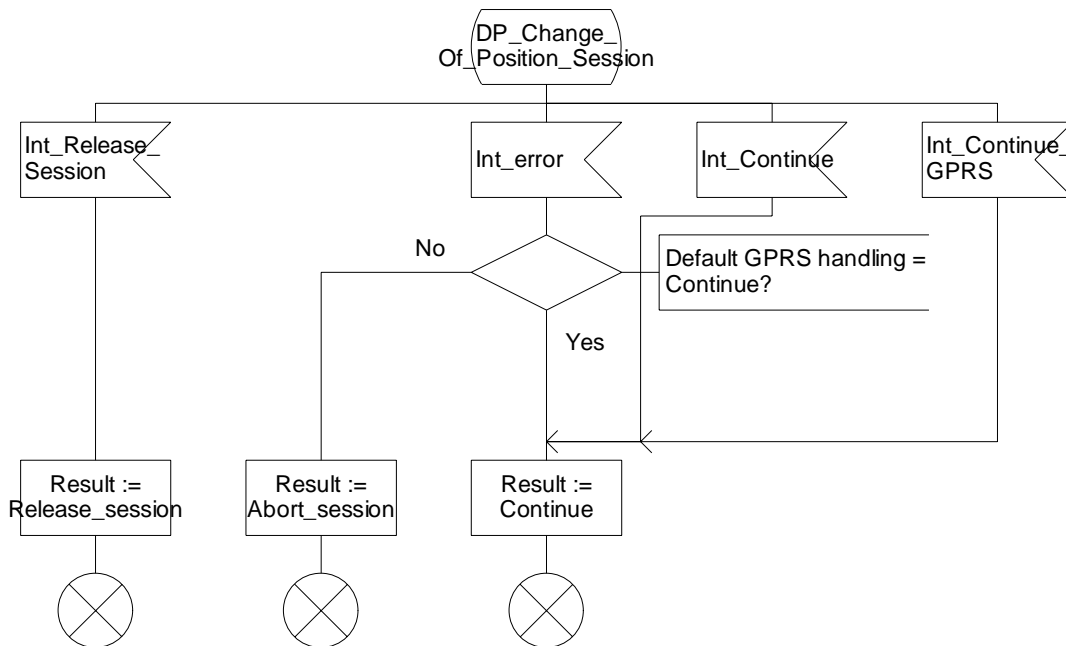 DP_Change_
Of_Position_Session
Int_Release_
Session
Int_error
Int_Continue
Int_Continue_
GPRS
No
Default GPRS handling =
Continue?
Yes
Result :=
Release_session
Result :=
Abort_session
Result :=
Continue